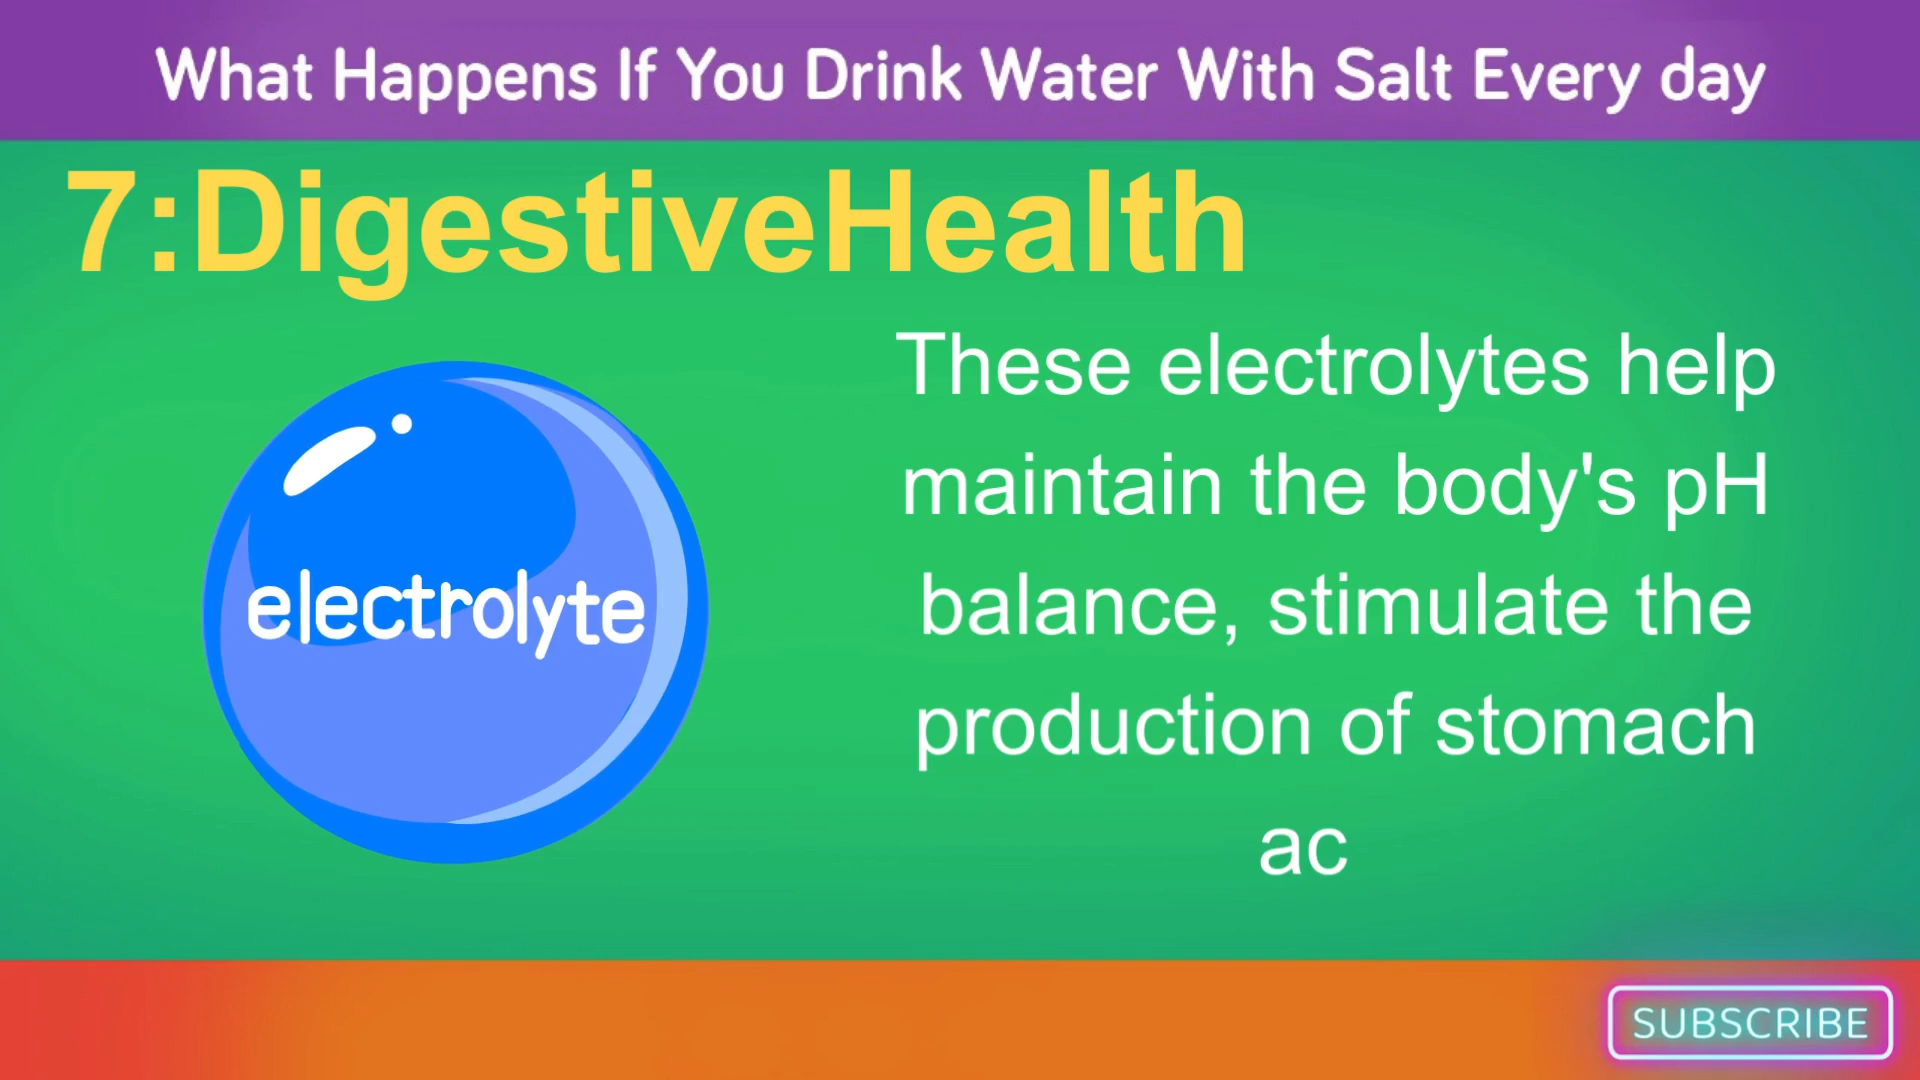 What Happens If You Drink Water With Salt Every day
7:DigestiveHealth
electrolyte
These electrolytes help
maintain the body's pH
balance, stimulate the
production of stomach
ac
SUBSCRIBE